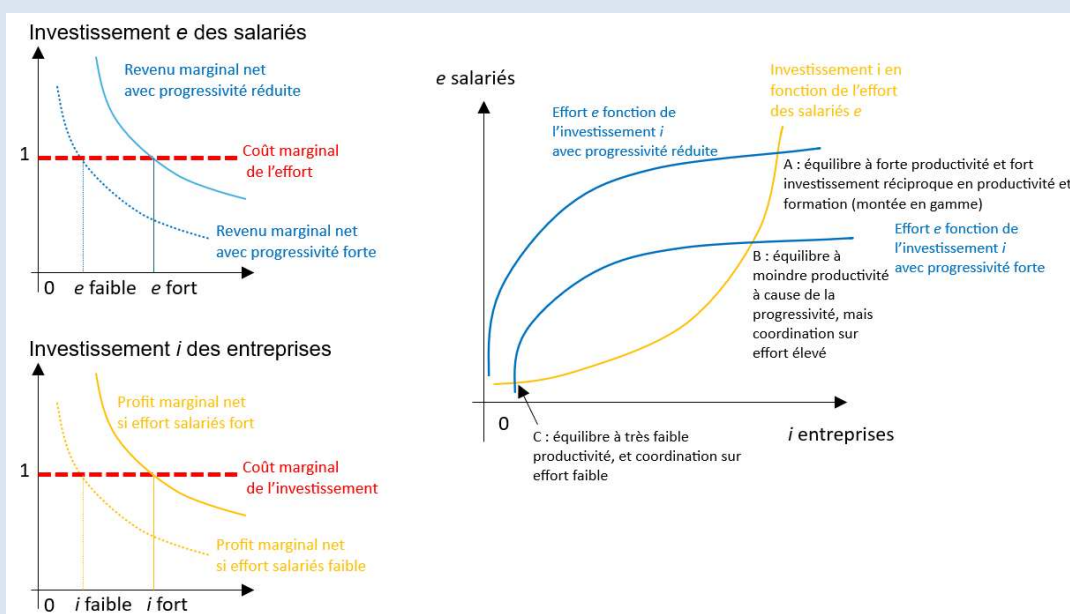 Investissement e des salariés
Revenu marginal net
avec progressivité réduite
1
Coût marginal
de l'effort
Revenu marginal net
avec progressivité forte
0
e faible
e fort
Investissement i des entreprises
Profit marginal net
si effort salariés fort
1
Coût marginal
de l'investissement
Profit marginal net
si effort salariés faible
0
i faible
i fort
e salariés
Investissement i en
fonction de l'effort
des salariés e
Effort e fonction de
l'investissement i
avec progressivité réduite
A : équilibre à forte productivité et fort
investissement réciproque en productivité et
formation (montée en gamme)
Effort e fonction de
l'investissement i
avec progressivité forte
B : équilibre à
moindre productivité
à cause de la
progressivité, mais
coordination sur
effort élevé
0
i entreprises
C : équilibre à très faible
productivité, et coordination sur
effort faible